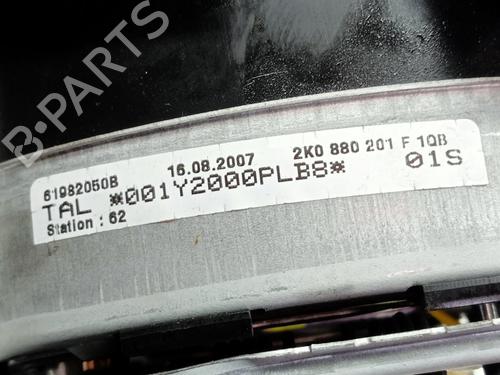 61982050B 16.08.2007 2K0 880 201 F 1QB
TAL *001Y2000PLB8* 01S
Station : 62
B-PARTS